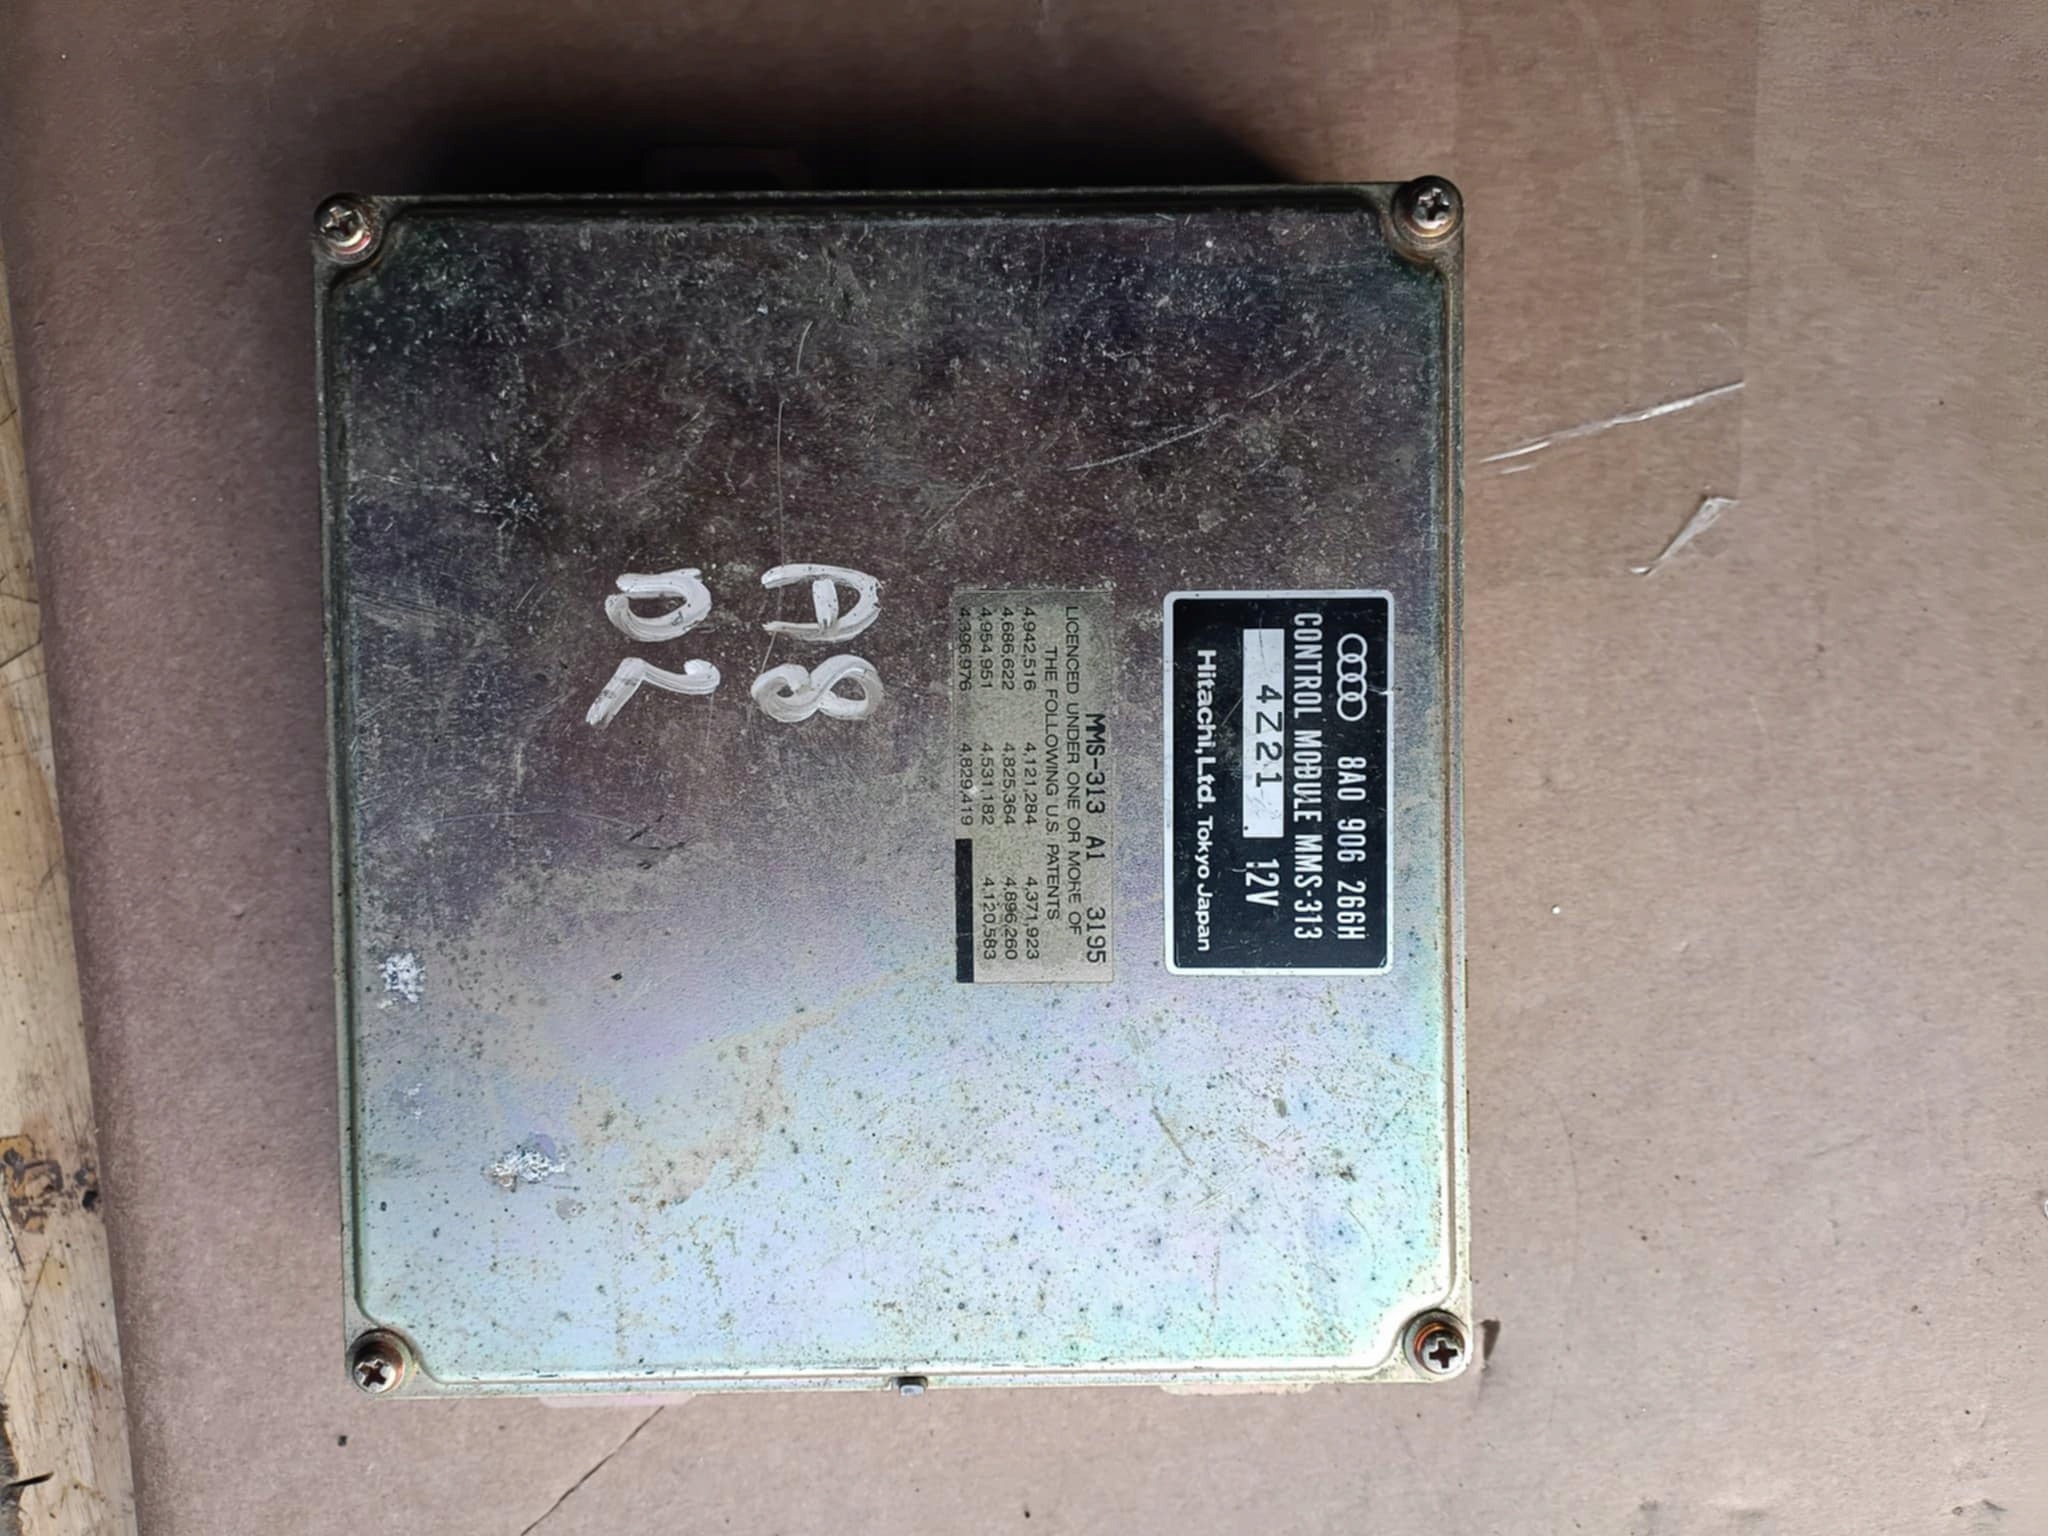 8A0 906 266H
CONTROL MODULE MMS-313
4Z21 12V
Hitachi,Ltd. Tokyo Japan
MMS-313 A1 3195
LICENCED UNDER ONE OR MORE OF
THE FOLLOWING U.S. PATENTS
4,942,516 4,121,284 4,371,923
4,686,622 4,825,364 4,896,260
4,954,951 4,531,182 4,120,583
4,396,976 4,829,419
A8
D2